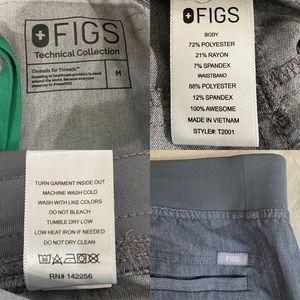 FIGS
Technical Collection
Threads for Threads™
M
FIGS
BODY
72% POLYESTER
21% RAYON
7% SPANDEX
WAISTBAND
88% POLYESTER
12% SPANDEX
100% AWESOME
MADE IN VIETNAM
STYLE#: T2001
TURN GARMENT INSIDE OUT
MACHINE WASH COLD
WASH WITH LIKE COLORS
DO NOT BLEACH
TUMBLE DRY LOW
LOW HEAT IRON IF NEEDED
DO NOT DRY CLEAN
RN# 142256
FIGS